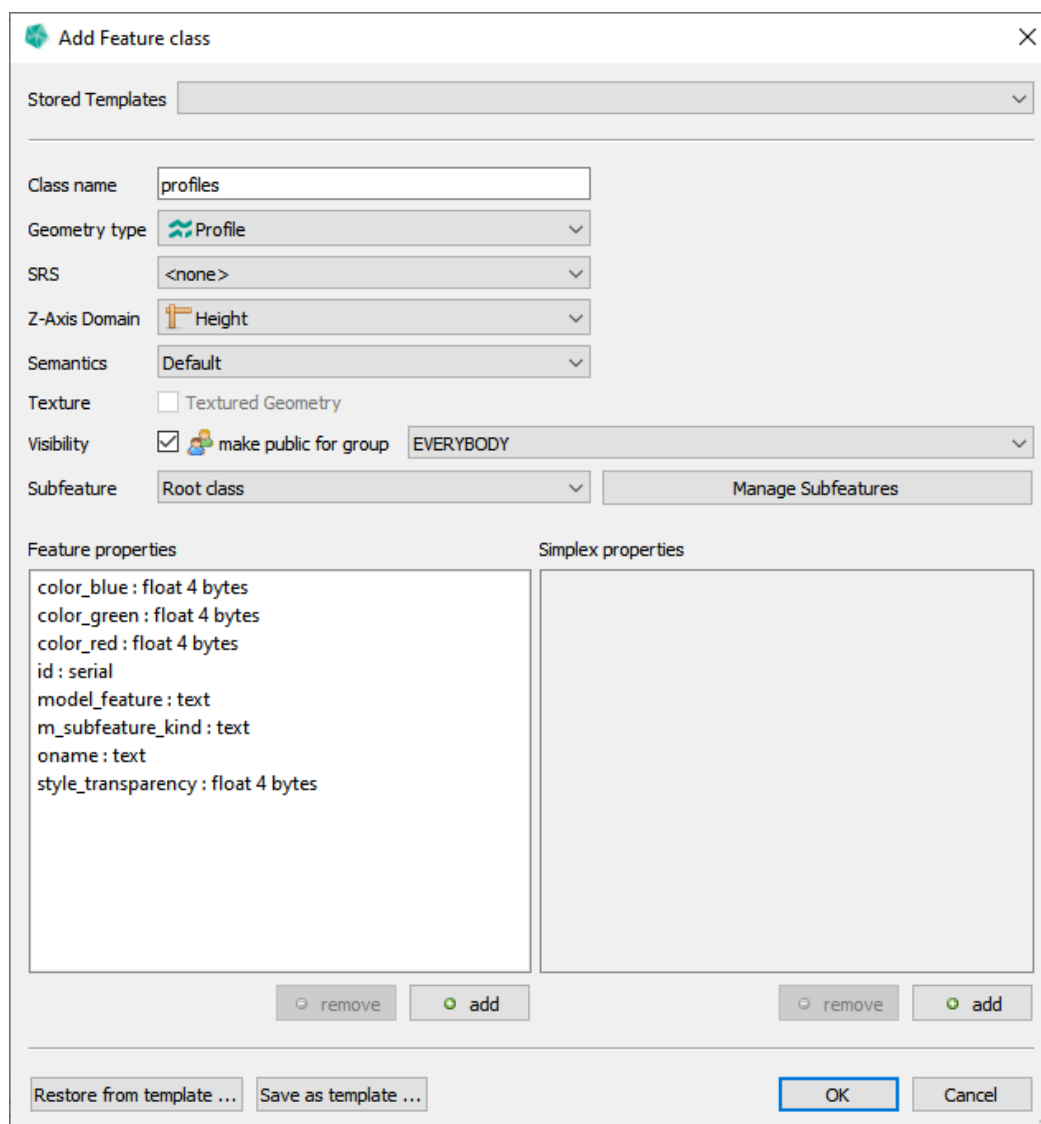 Add Feature class
Stored Templates
Class name profiles
Geometry type Profile
SRS <none>
Z-Axis Domain Height
Semantics Default
Texture Textured Geometry
Visibility make public for group EVERYBODY
Subfeature Root class Manage Subfeatures
Feature properties Simplex properties
color_blue : float 4 bytes
color_green : float 4 bytes
color_red : float 4 bytes
id : serial
model_feature : text
m_subfeature_kind : text
oname : text
style_transparency : float 4 bytes
remove add remove add
Restore from template ... Save as template ... OK Cancel